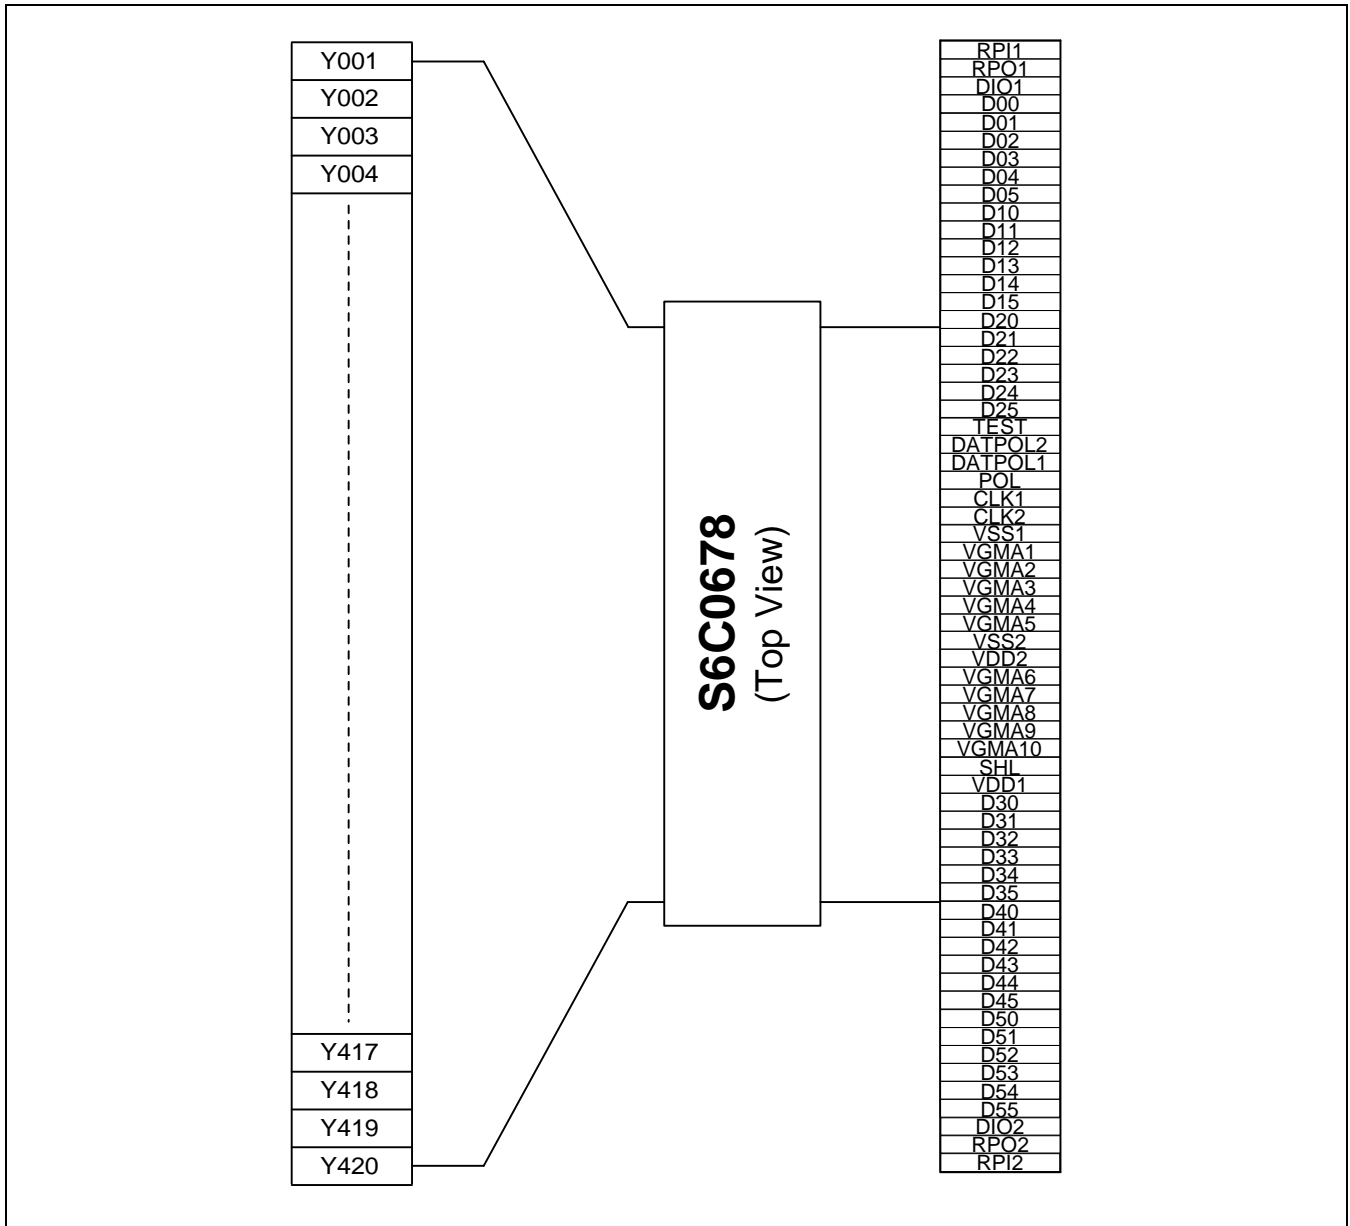 Y001
Y002
Y003
Y004
Y417
Y418
Y419
Y420
S6C0678
(Top View)
RPI1
RPO1
DIO1
D00
D01
D02
D03
D04
D05
D10
D11
D12
D13
D14
D15
D20
D21
D22
D23
D24
D25
TEST
DATPOL2
DATPOL1
POL
CLK1
CLK2
VSS1
VGMA1
VGMA2
VGMA3
VGMA4
VGMA5
VSS2
VDD2
VGMA6
VGMA7
VGMA8
VGMA9
VGMA10
SHL
VDD1
D30
D31
D32
D33
D34
D35
D40
D41
D42
D43
D44
D45
D50
D51
D52
D53
D54
D55
DIO2
RPO2
RPI2